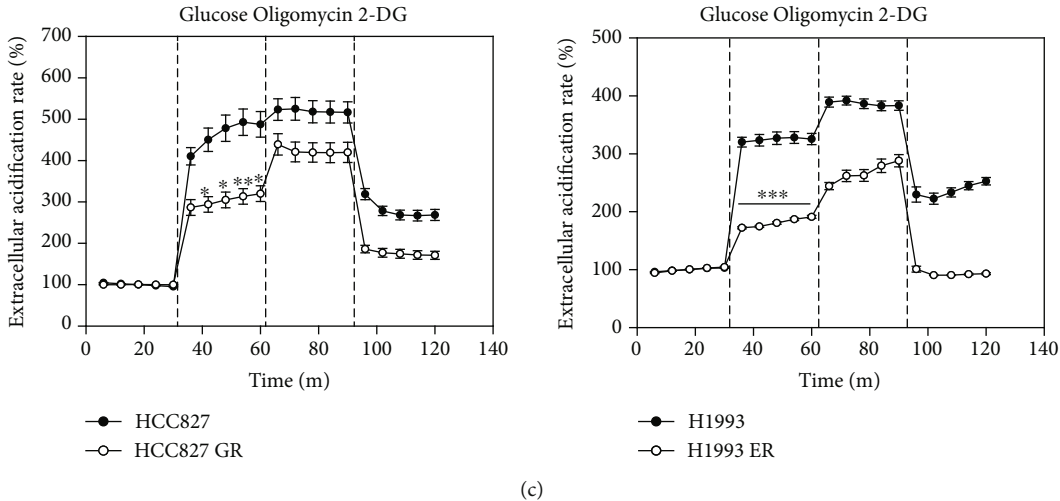 Glucose Oligomycin 2-DG
Extracellular acidification rate (%)
700
600
500
400
300
200
100
0
* * ***
0 20 40 60 80 100 120 140
Time (m)
HCC827
HCC827 GR
Glucose Oligomycin 2-DG
Extracellular acidification rate (%)
500
400
300
200
100
0
***
0 20 40 60 80 100 120 140
Time (m)
H1993
H1993 ER
(c)